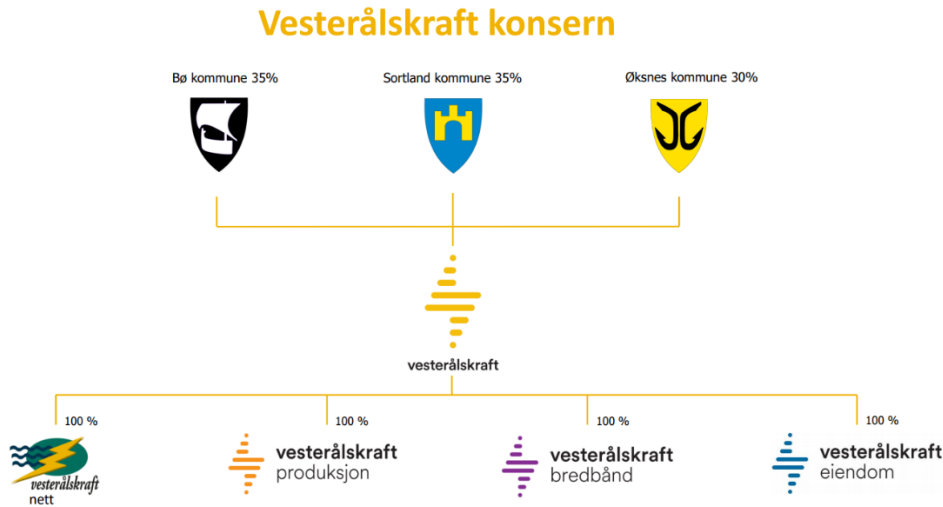 Vesterålskraft konsern
Bø kommune 35%
Sortland kommune 35%
Øksnes kommune 30%
vesterålskraft
100 %
100 %
100 %
100 %
vesterålskraft
nett
vesterålskraft
produksjon
vesterålskraft
bredbånd
vesterålskraft
eiendom